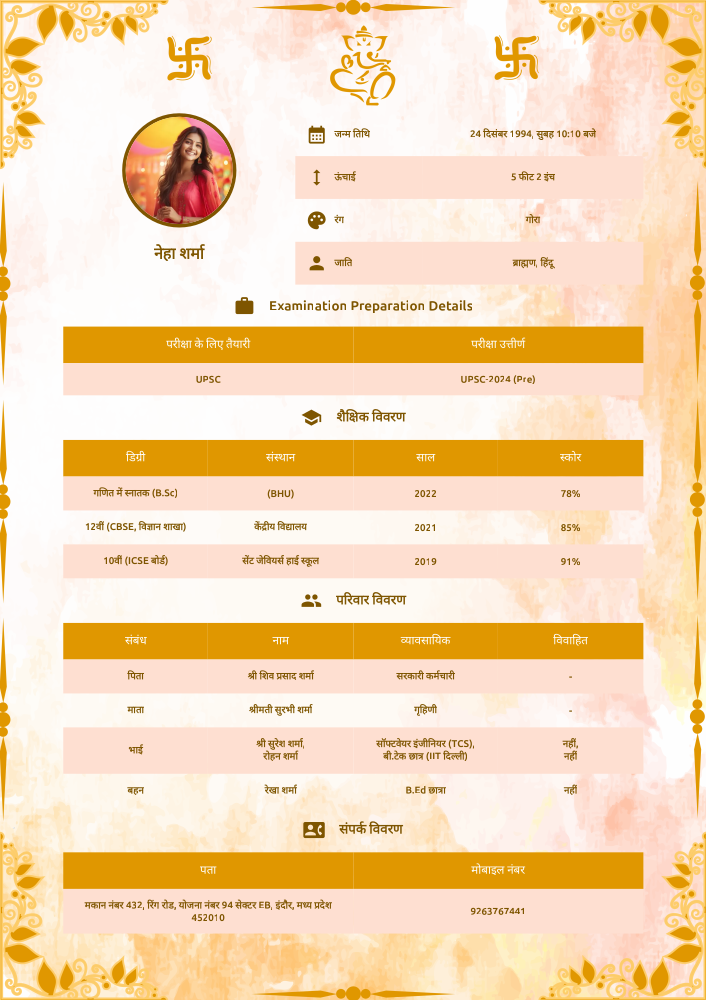 जन्म तिथि 24 दिसंबर 1994, सुबह 10:10 बजे
ऊंचाई 5 फीट 2 इंच
रंग गोरा
जाति ब्राह्मण, हिंदू
नेहा शर्मा
Examination Preparation Details
परीक्षा के लिए तैयारी परीक्षा उत्तीर्ण
UPSC UPSC-2024 (Pre)
शैक्षिक विवरण
डिग्री संस्थान साल स्कोर
गणित में स्नातक (B.Sc) (BHU) 2022 78%
12वीं (CBSE, विज्ञान शाखा) केंद्रीय विद्यालय 2021 85%
10वीं (ICSE बोर्ड) सेंट जेवियर्स हाई स्कूल 2019 91%
परिवार विवरण
संबंध नाम व्यावसायिक विवाहित
पिता श्री शिव प्रसाद शर्मा सरकारी कर्मचारी -
माता श्रीमती सुरभी शर्मा गृहिणी -
भाई श्री सुरेश शर्मा, रोहन शर्मा सॉफ्टवेयर इंजीनियर (TCS), बी.टेक छात्र (IIT दिल्ली) नहीं, नहीं
बहन रेखा शर्मा B.Ed छात्रा नहीं
संपर्क विवरण
पता मोबाइल नंबर
मकान नंबर 432, रिंग रोड, योजना नंबर 94 सेक्टर EB, इंदौर, मध्य प्रदेश 452010 9263767441